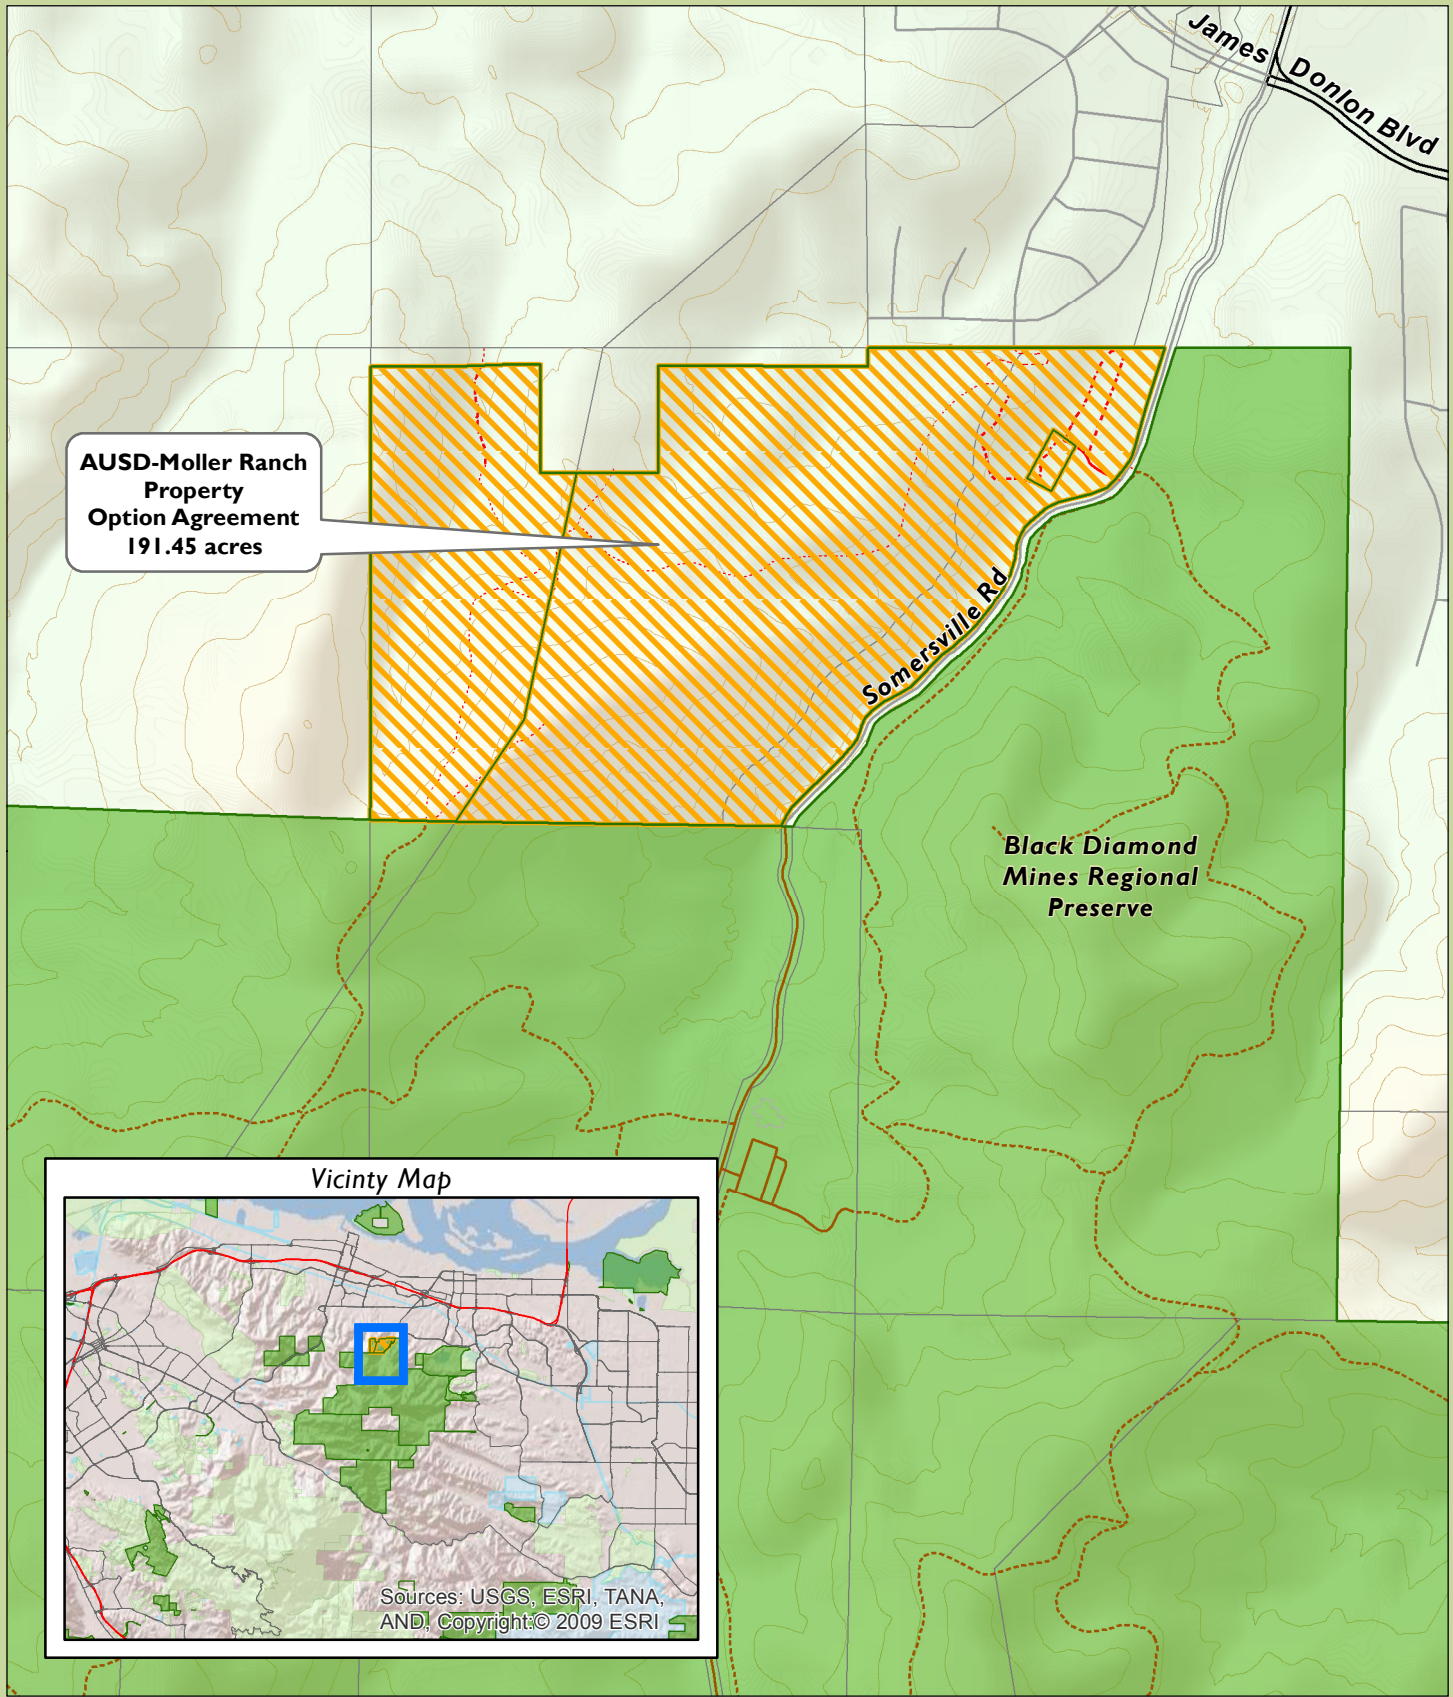 James Donlon Blvd
AUSD-Moller Ranch
Property
Option Agreement
191.45 acres
Somersville Rd
Black Diamond
Mines Regional
Preserve
Vicinty Map
Sources: USGS, ESRI, TANA,
AND, Copyright:© 2009 ESRI